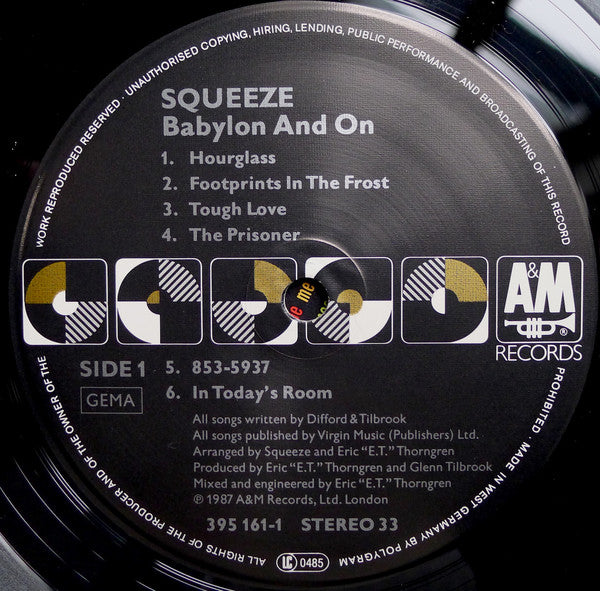 WORK REPRODUCED RESERVED · UNAUTHORISED COPYING, HIRING, LENDING, PUBLIC PERFORMANCE AND BROADCASTING OF THIS RECORD
SQUEEZE
Babylon And On
1. Hourglass
2. Footprints In The Frost
3. Tough Love
4. The Prisoner
e me
A&M
®
RECORDS
SIDE 1
5. 853-5937
6. In Today's Room
GEMA
All songs written by Difford & Tilbrook
All songs published by Virgin Music (Publishers) Ltd.
Arranged by Squeeze and Eric "E.T." Thorngren
Produced by Eric "E.T." Thorngren and Glenn Tilbrook
Mixed and engineered by Eric "E.T." Thorngren
℗ 1987 A&M Records, Ltd. London
395 161-1 STEREO 33
LC 0485
ALL RIGHTS OF THE PRODUCER AND OF THE OWNER OF THE
PROHIBITED · MADE IN WEST GERMANY BY POLYGRAM